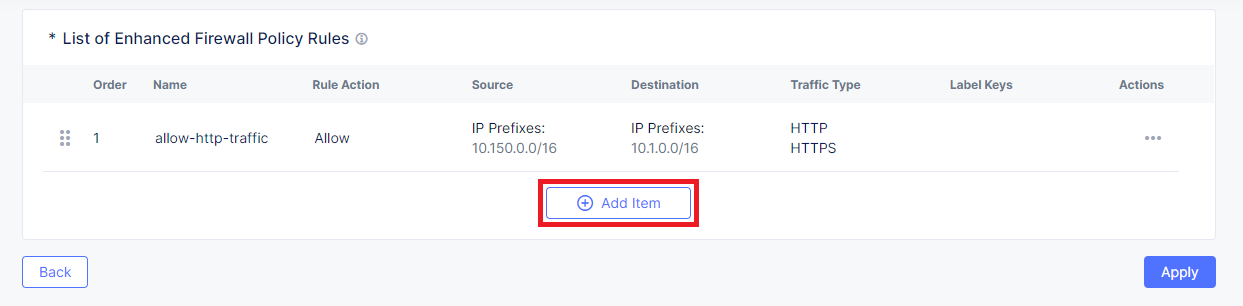 * List of Enhanced Firewall Policy Rules
Order Name Rule Action Source Destination Traffic Type Label Keys Actions
1 allow-http-traffic Allow IP Prefixes: IP Prefixes: HTTP
10.150.0.0/16 10.1.0.0/16 HTTPS
Add Item
Back Apply